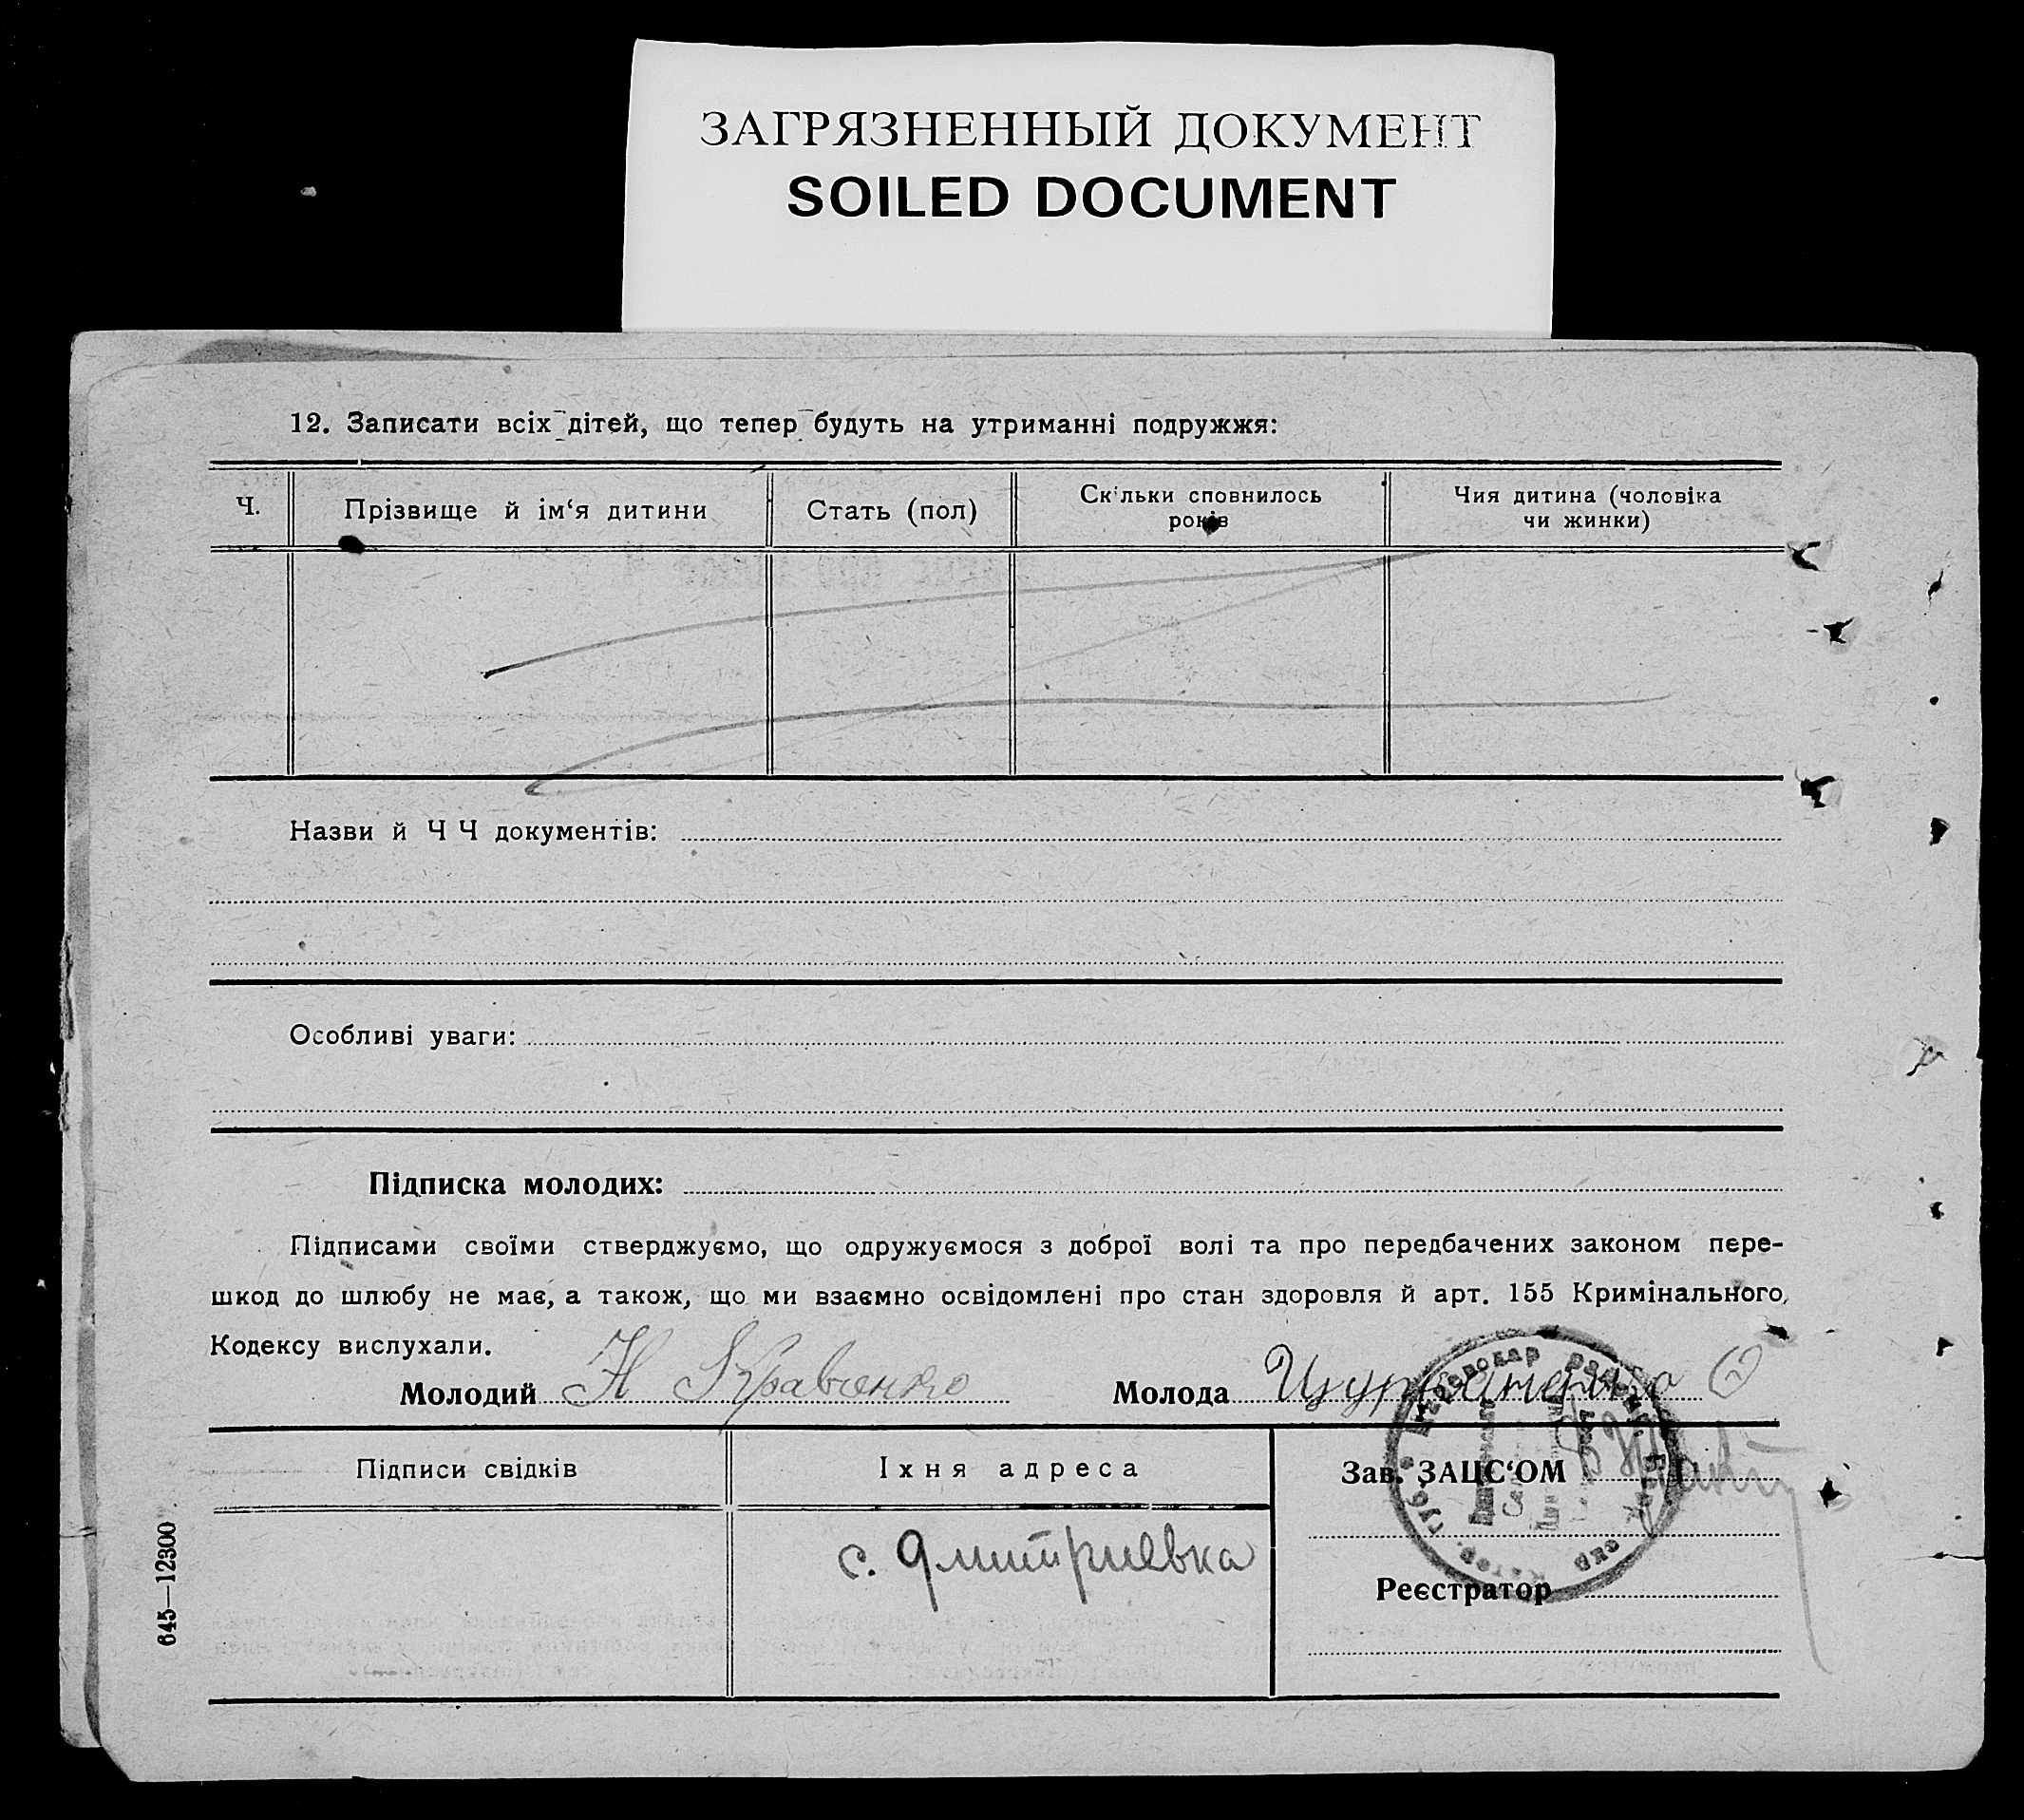 ЗАГРЯЗНЕННЫЙ ДОКУМЕНТ
SOILED DOCUMENT
12. Записати всіх дітей, що тепер будуть на утриманні подружжя:
Ч.
Прізвище й ім‘я дитини
Стать (пол)
Скільки сповнилось
років
Чия дитина (чоловіка
чи жинки)
Назви й Ч Ч документів:
Особливі уваги:
Підписка молодих:
Підписами своїми стверджуємо, що одружуємося з доброї волі та про передбачених законом пере-
шкод до шлюбу не має, а також, що ми взаємно освідомлені про стан здоровля й арт. 155 Кримінального
Кодексу вислухали.
Молодий Н Кравченко
Молода
Підписи свідків
Їхня адреса
Зав. ЗАЦС‘ОМ
с. Дмитриевка
Реєстратор
645—12300